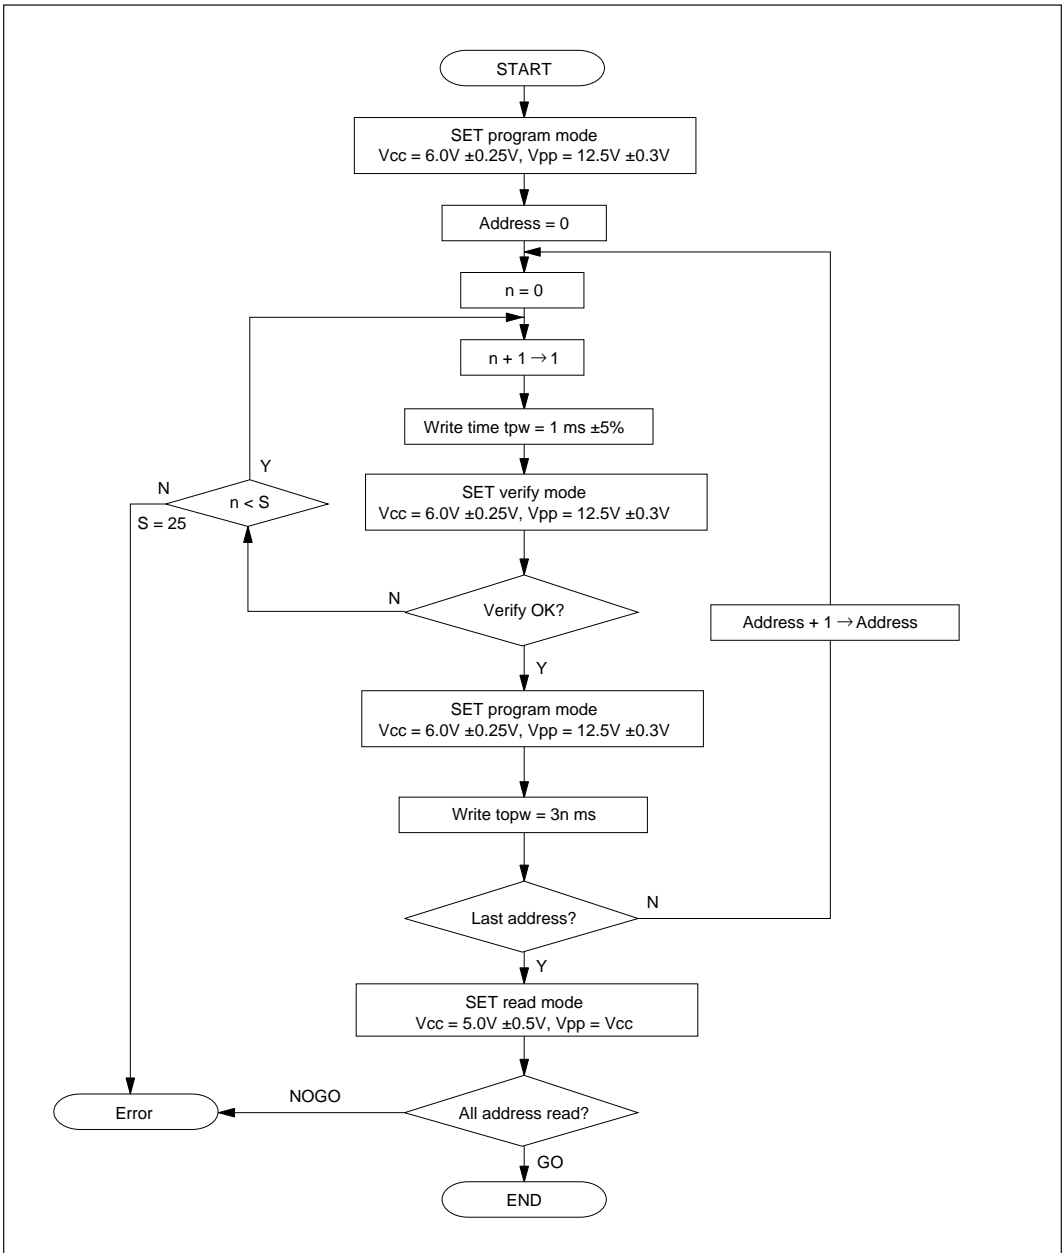 START
SET program mode
Vcc = 6.0V ±0.25V, Vpp = 12.5V ±0.3V
Address = 0
n = 0
n + 1 → 1
Write time tpw = 1 ms ±5%
Y
N
n < S
S = 25
SET verify mode
Vcc = 6.0V ±0.25V, Vpp = 12.5V ±0.3V
N
Verify OK?
Address + 1 → Address
Y
SET program mode
Vcc = 6.0V ±0.25V, Vpp = 12.5V ±0.3V
Write topw = 3n ms
Last address?
N
Y
SET read mode
Vcc = 5.0V ±0.5V, Vpp = Vcc
NOGO
Error
All address read?
GO
END